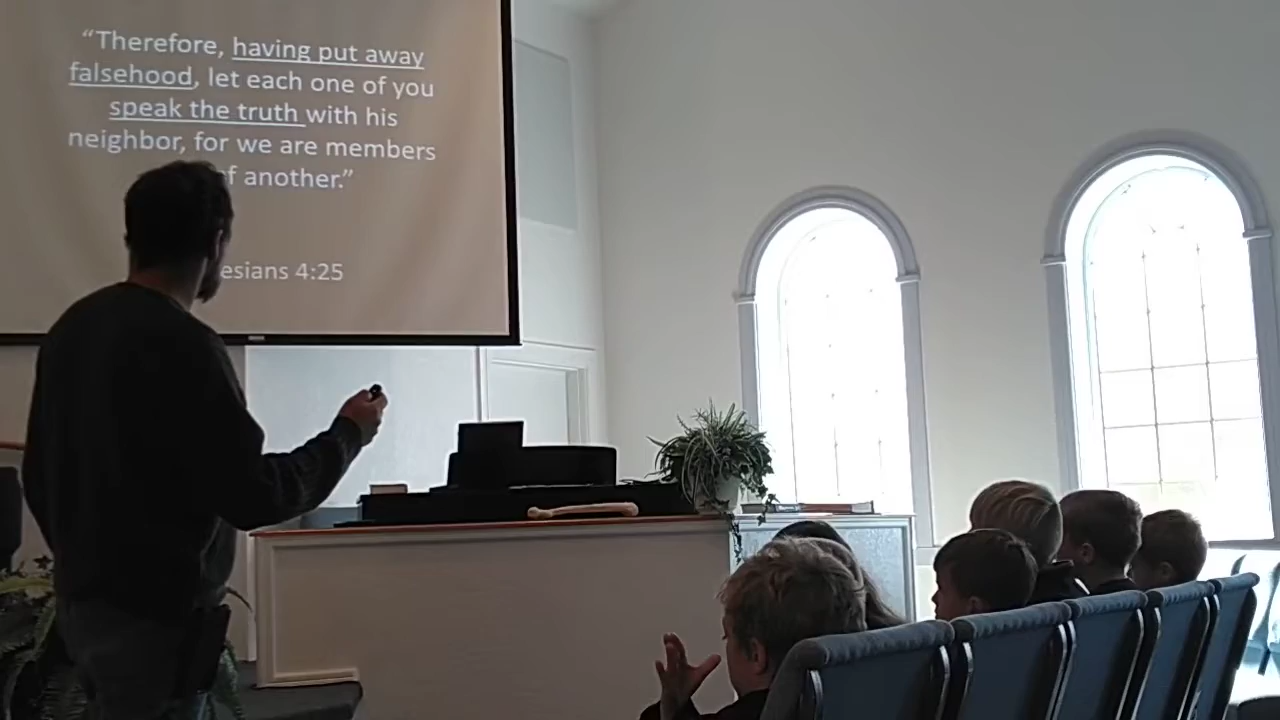 “Therefore, having put away
falsehood, let each one of you
speak the truth with his
neighbor, for we are members
f another.”
esians 4:25